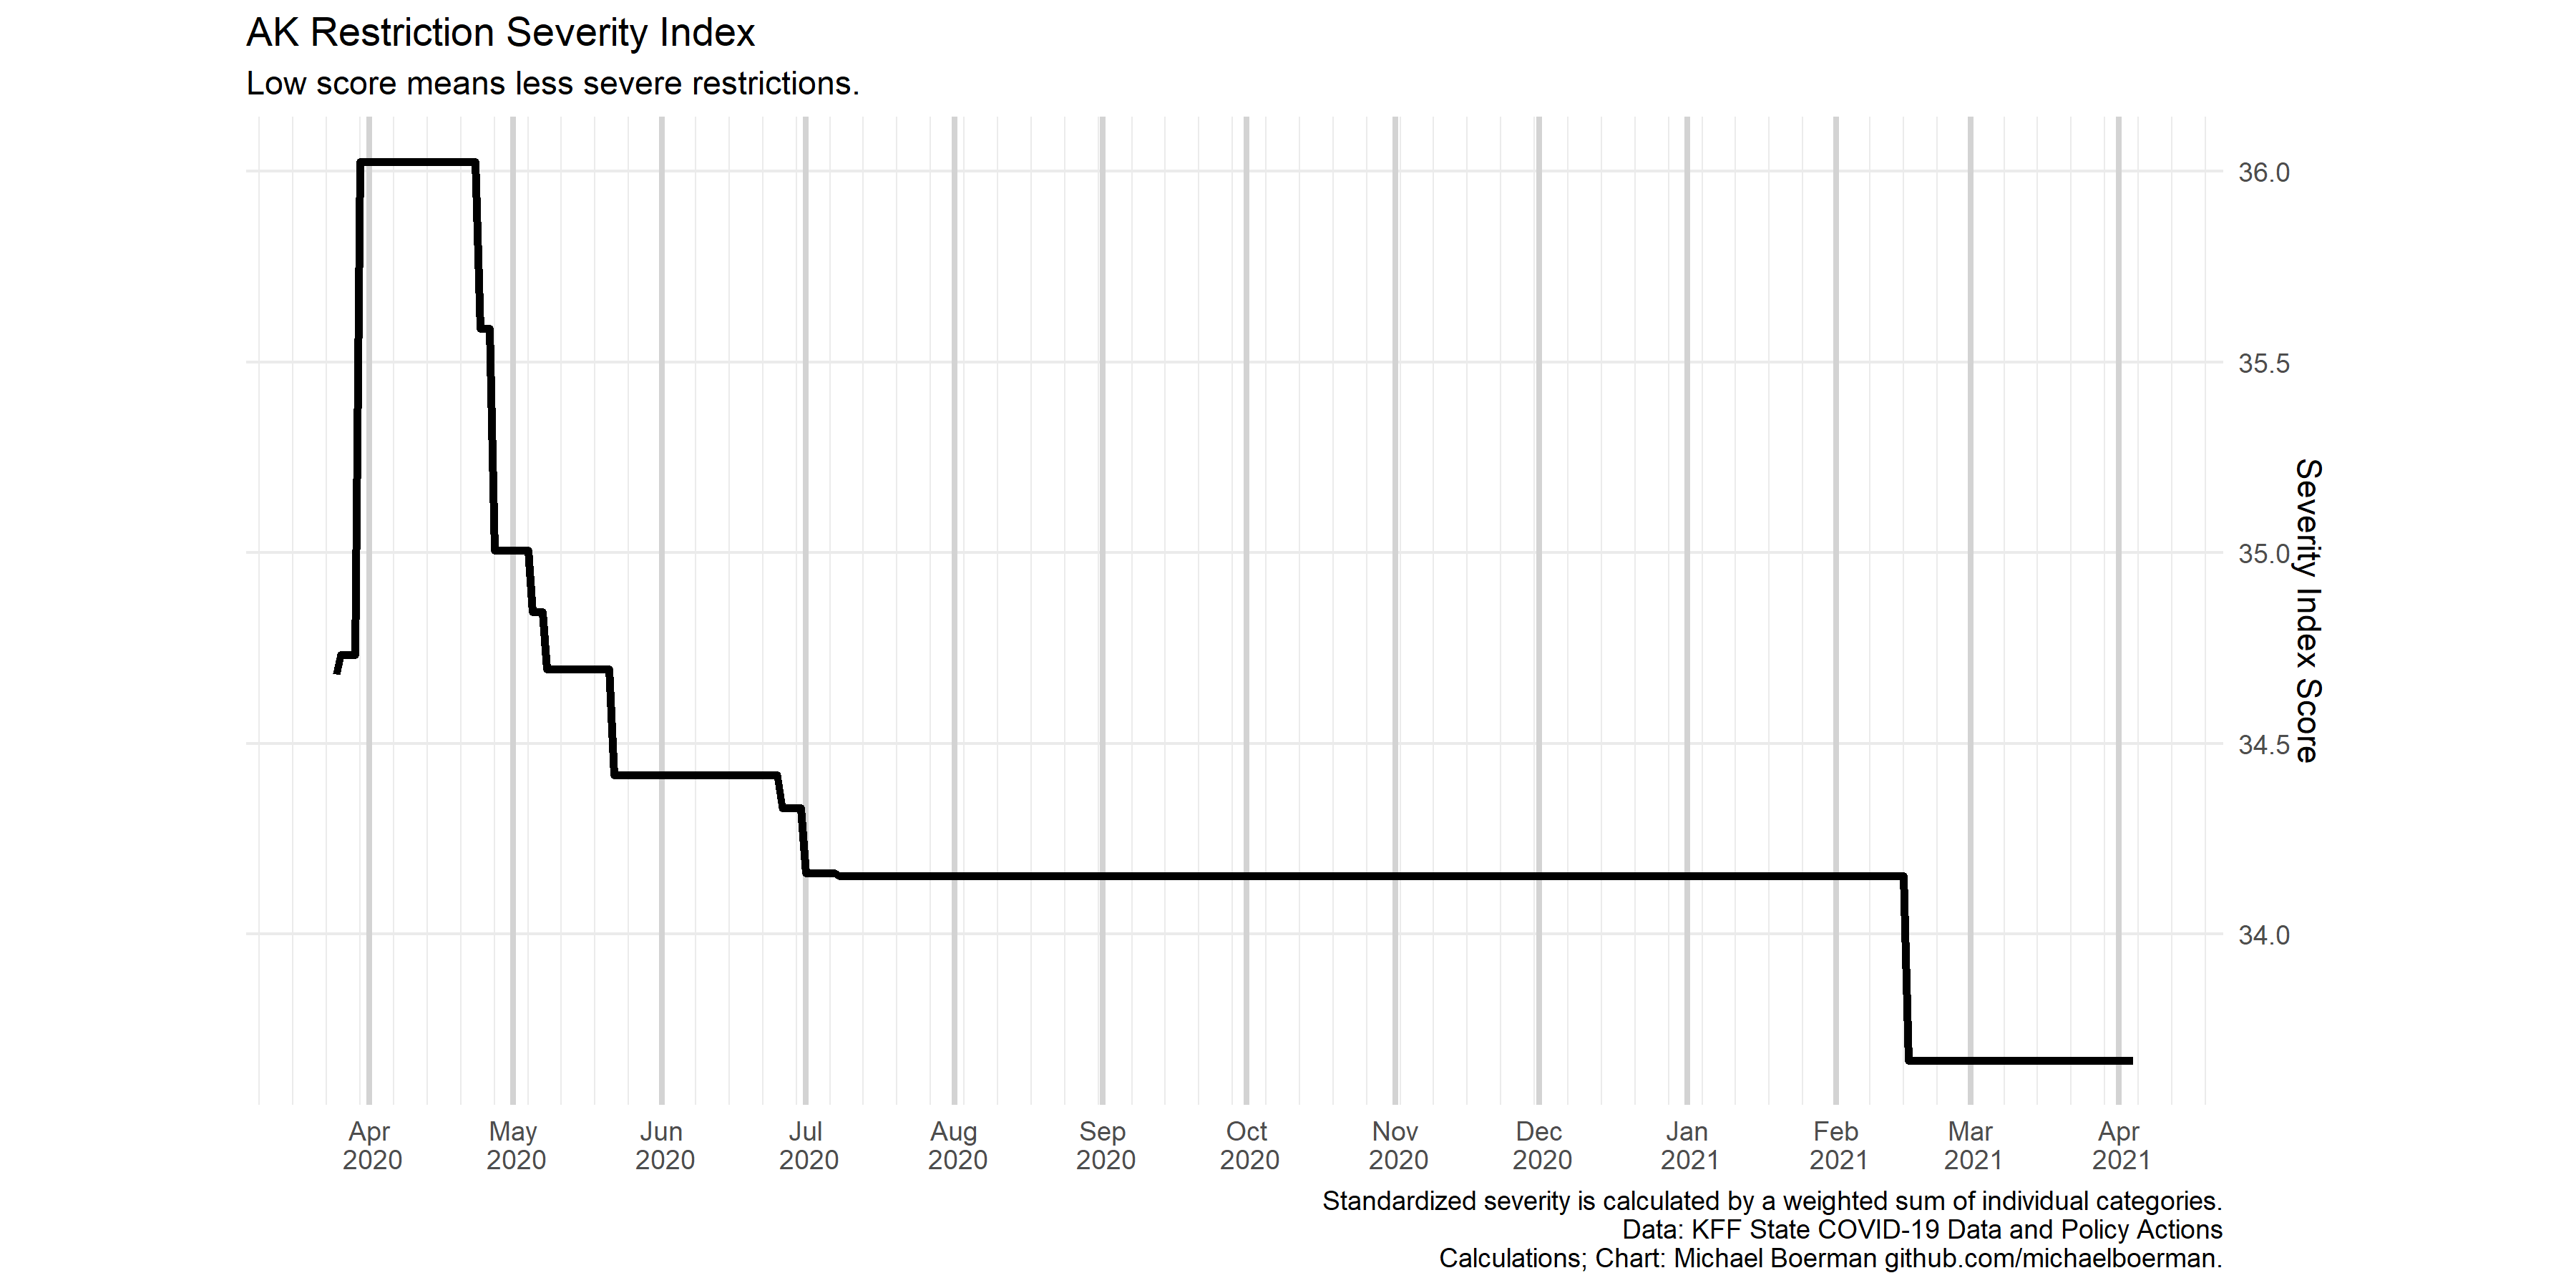 AK Restriction Severity Index
Low score means less severe restrictions.
36.0
35.5
35.0
34.5
34.0
Severity Index Score
Apr
2020
May
2020
Jun
2020
Jul
2020
Aug
2020
Sep
2020
Oct
2020
Nov
2020
Dec
2020
Jan
2021
Feb
2021
Mar
2021
Apr
2021
Standardized severity is calculated by a weighted sum of individual categories.
Data: KFF State COVID-19 Data and Policy Actions
Calculations; Chart: Michael Boerman github.com/michaelboerman.